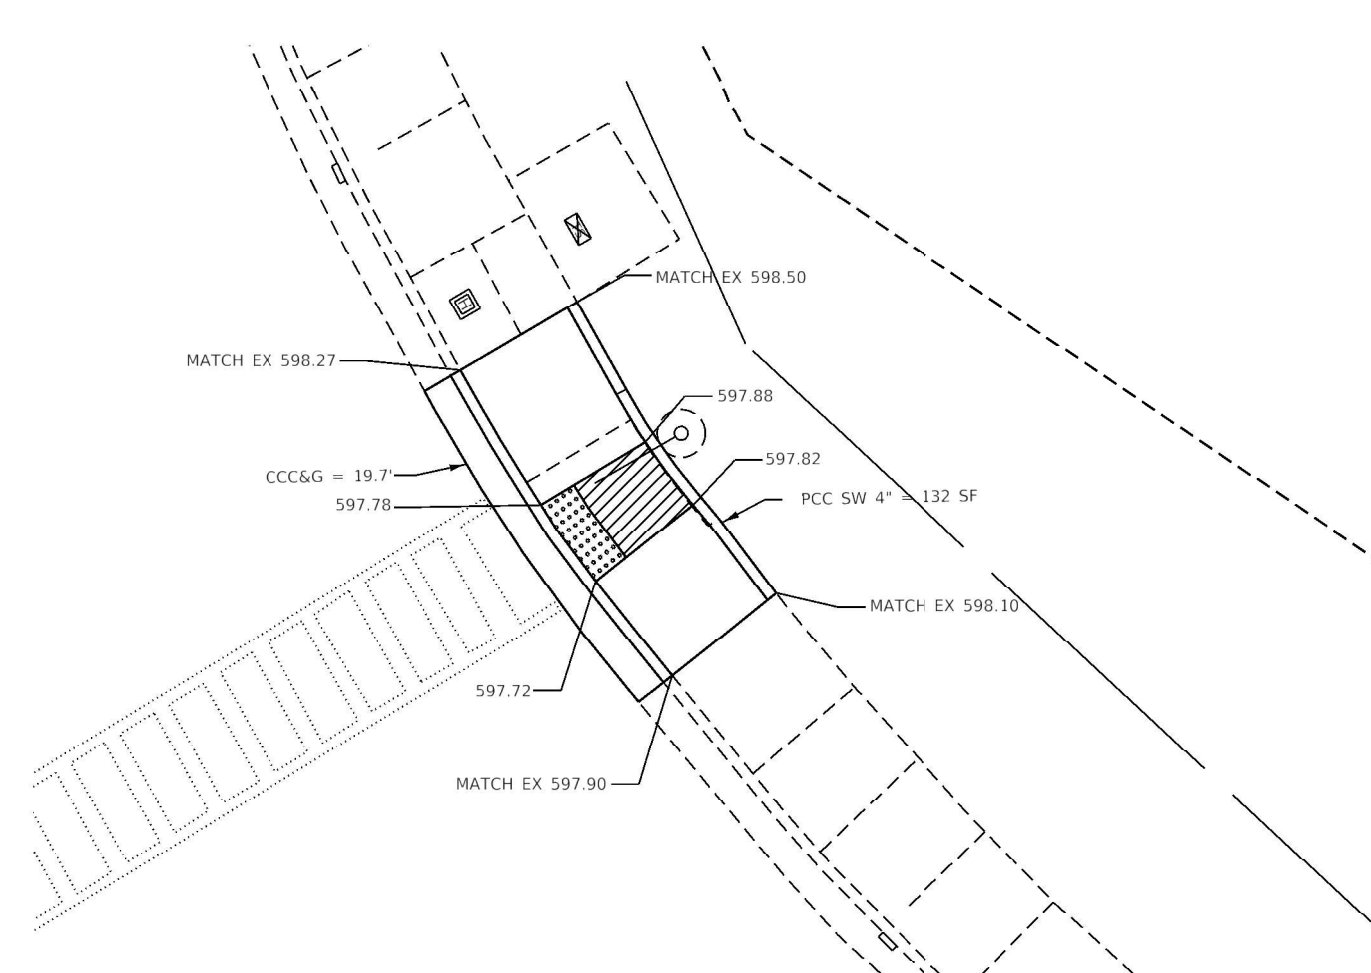 MATCH EX 598.50
MATCH EX 598.27
597.88
597.82
CCC&G = 19.7'
PCC SW 4" = 132 SF
597.78
MATCH EX 598.10
597.72
MATCH EX 597.90